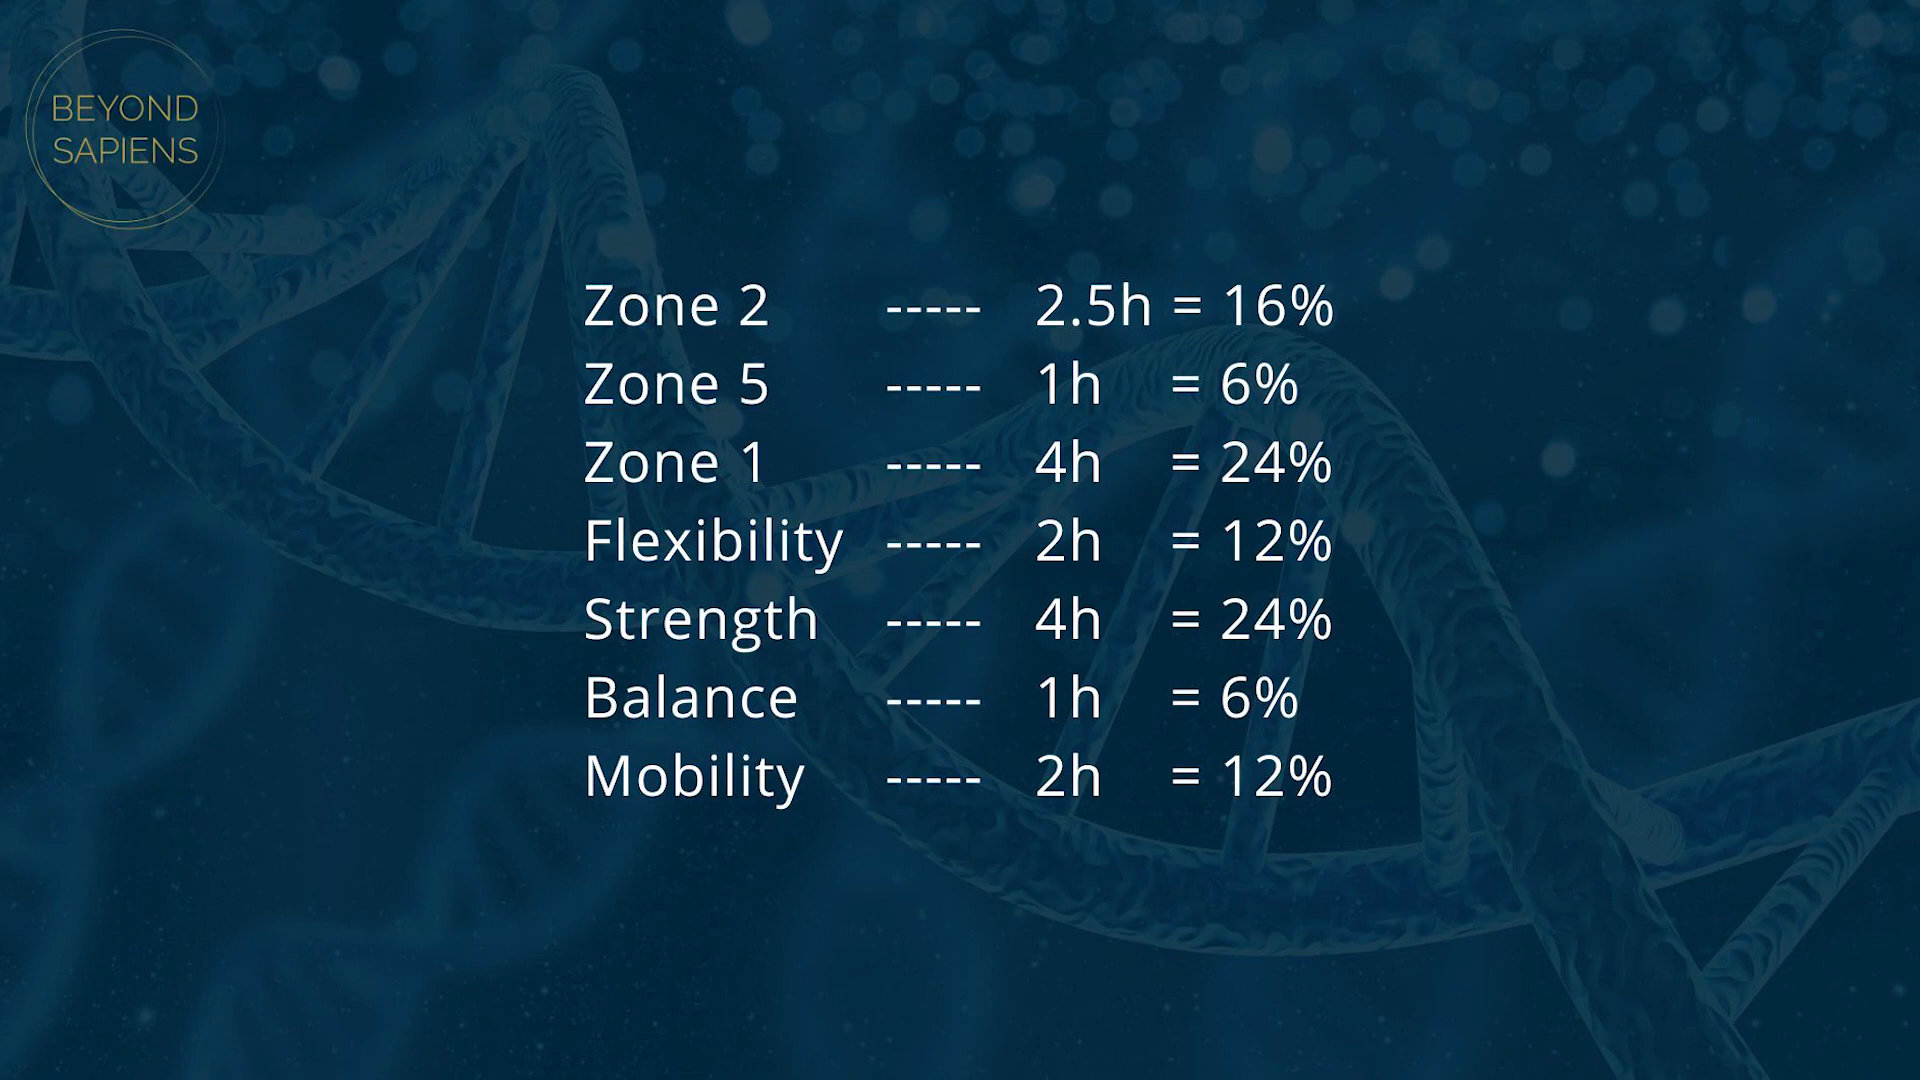 BEYOND
SAPIENS
Zone 2 ----- 2.5h = 16%
Zone 5 ----- 1h = 6%
Zone 1 ----- 4h = 24%
Flexibility ----- 2h = 12%
Strength ----- 4h = 24%
Balance ----- 1h = 6%
Mobility ----- 2h = 12%